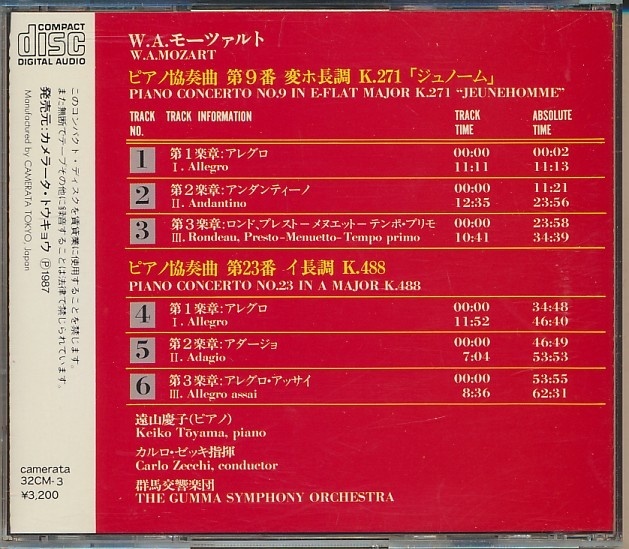 COMPACT
disc
DIGITAL AUDIO
このコンパクト・ディスクを賃貸業に使用することを禁じます。
また無断でテープその他に録音することは法律で禁じられています。
発売元:カメラータ・トウキョウ Ⓟ1987
Manufactured by CAMERATA TOKYO, Japan
camerata
32CM-3
¥3,200
W.A.モーツァルト
W.A.MOZART
ピアノ協奏曲 第9番 変ホ長調 K.271「ジュノーム」
PIANO CONCERTO NO.9 IN E-FLAT MAJOR K.271 “JEUNEHOMME”
TRACK NO. TRACK INFORMATION TRACK TIME ABSOLUTE TIME
1 第1楽章:アレグロ 00:00 00:02
I. Allegro 11:11 11:13
2 第2楽章:アンダンティーノ 00:00 11:21
II. Andantino 12:35 23:56
3 第3楽章:ロンド、プレストーメヌエットーテンポ・プリモ 00:00 23:58
III. Rondeau, Presto-Menuetto-Tempo primo 10:41 34:39
ピアノ協奏曲 第23番 イ長調 K.488
PIANO CONCERTO NO.23 IN A MAJOR K.488
4 第1楽章:アレグロ 00:00 34:48
I. Allegro 11:52 46:40
5 第2楽章:アダージョ 00:00 46:49
II. Adagio 7:04 53:53
6 第3楽章:アレグロ・アッサイ 00:00 53:55
III. Allegro assai 8:36 62:31
遠山慶子(ピアノ)
Keiko Tōyama, piano
カルロ・ゼッキ指揮
Carlo Zecchi, conductor
群馬交響楽団
THE GUMMA SYMPHONY ORCHESTRA